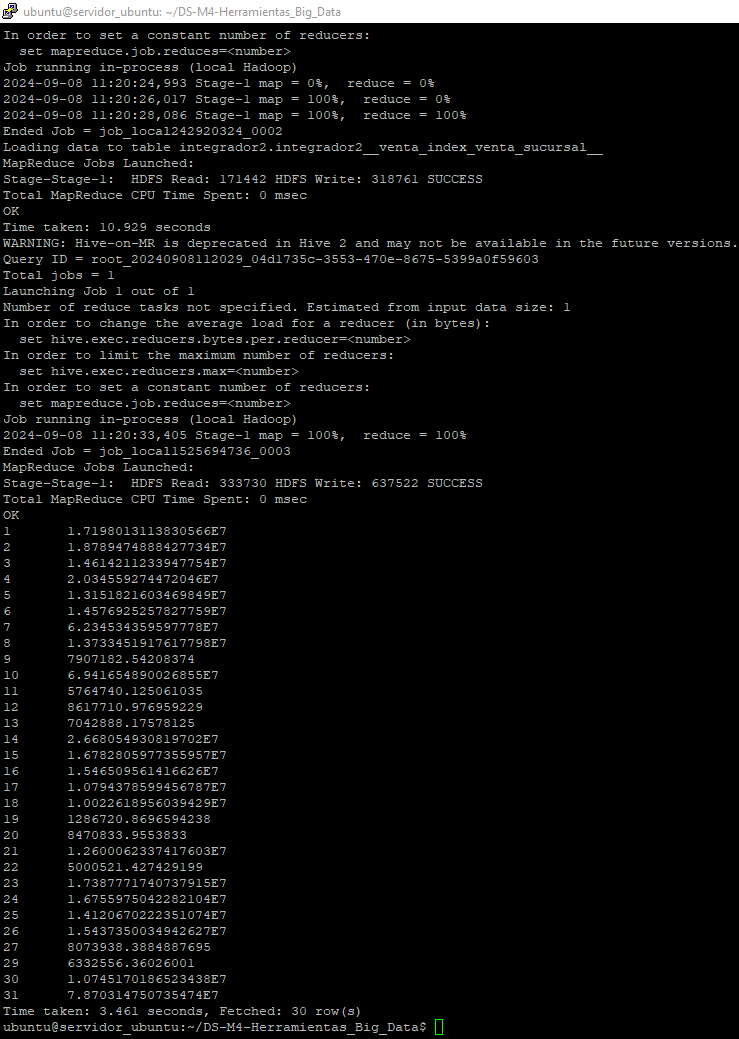 ubuntu@servidor_ubuntu: ~/DS-M4-Herramientas_Big_Data
In order to set a constant number of reducers:
  set mapreduce.job.reduces=<number>
Job running in-process (local Hadoop)
2024-09-08 11:20:24,993 Stage-1 map = 0%,  reduce = 0%
2024-09-08 11:20:26,017 Stage-1 map = 100%,  reduce = 0%
2024-09-08 11:20:28,086 Stage-1 map = 100%,  reduce = 100%
Ended Job = job_local242920324_0002
Loading data to table integrador2.integrador2__venta_index_venta_sucursal__
MapReduce Jobs Launched:
Stage-Stage-1:  HDFS Read: 171442 HDFS Write: 318761 SUCCESS
Total MapReduce CPU Time Spent: 0 msec
OK
Time taken: 10.929 seconds
WARNING: Hive-on-MR is deprecated in Hive 2 and may not be available in the future versions.
Query ID = root_20240908112029_04d1735c-3553-470e-8675-5399a0f59603
Total jobs = 1
Launching Job 1 out of 1
Number of reduce tasks not specified. Estimated from input data size: 1
In order to change the average load for a reducer (in bytes):
  set hive.exec.reducers.bytes.per.reducer=<number>
In order to limit the maximum number of reducers:
  set hive.exec.reducers.max=<number>
In order to set a constant number of reducers:
  set mapreduce.job.reduces=<number>
Job running in-process (local Hadoop)
2024-09-08 11:20:33,405 Stage-1 map = 100%,  reduce = 100%
Ended Job = job_local1525694736_0003
MapReduce Jobs Launched:
Stage-Stage-1:  HDFS Read: 333730 HDFS Write: 637522 SUCCESS
Total MapReduce CPU Time Spent: 0 msec
OK
1       1.7198013113830566E7
2       1.8789474888427734E7
3       1.4614211233947754E7
4       2.034559274472046E7
5       1.3151821603469849E7
6       1.4576925257827759E7
7       6.234534359597778E7
8       1.3733451917617798E7
9       7907182.54208374
10      6.941654890026855E7
11      5764740.125061035
12      8617710.976959229
13      7042888.17578125
14      2.668054930819702E7
15      1.6782805977355957E7
16      1.546509561416626E7
17      1.0794378599456787E7
18      1.0022618956039429E7
19      1286720.8696594238
20      8470833.9553833
21      1.2600062337417603E7
22      5000521.427429199
23      1.7387771740737915E7
24      1.6755975042282104E7
25      1.4120670222351074E7
26      1.5437350034942627E7
27      8073938.3884887695
29      6332556.36026001
30      1.0745170186523438E7
31      7.870314750735474E7
Time taken: 3.461 seconds, Fetched: 30 row(s)
ubuntu@servidor_ubuntu:~/DS-M4-Herramientas_Big_Data$